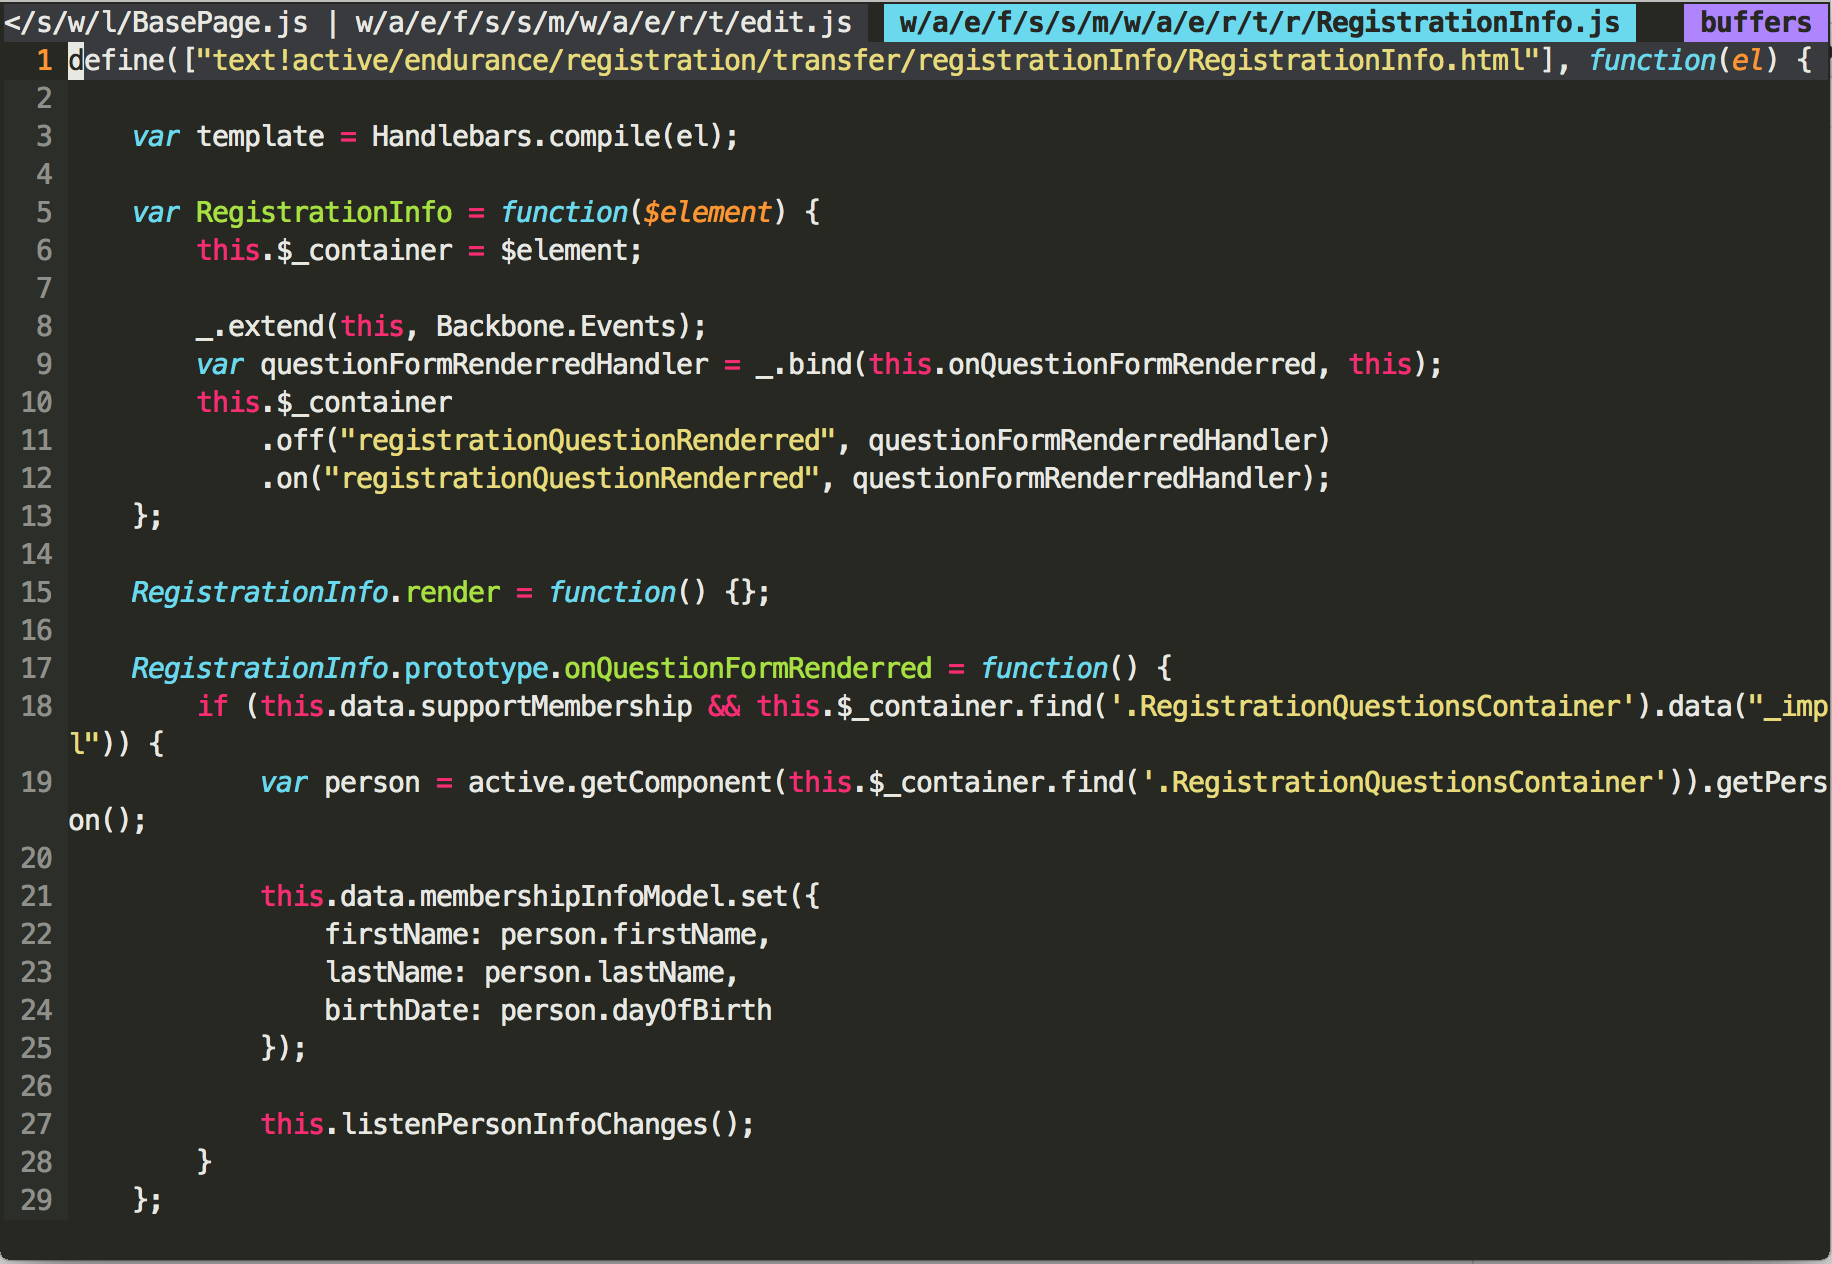 </s/w/l/BasePage.js | w/a/e/f/s/s/m/w/a/e/r/t/edit.js w/a/e/f/s/s/m/w/a/e/r/t/r/RegistrationInfo.js buffers
1 define(["text!active/endurance/registration/transfer/registrationInfo/RegistrationInfo.html"], function(el) {
2
3     var template = Handlebars.compile(el);
4
5     var RegistrationInfo = function($element) {
6         this.$_container = $element;
7
8         _.extend(this, Backbone.Events);
9         var questionFormRenderredHandler = _.bind(this.onQuestionFormRenderred, this);
10         this.$_container
11             .off("registrationQuestionRenderred", questionFormRenderredHandler)
12             .on("registrationQuestionRenderred", questionFormRenderredHandler);
13     };
14
15     RegistrationInfo.render = function() {};
16
17     RegistrationInfo.prototype.onQuestionFormRenderred = function() {
18         if (this.data.supportMembership && this.$_container.find('.RegistrationQuestionsContainer').data("_imp
l")) {
19             var person = active.getComponent(this.$_container.find('.RegistrationQuestionsContainer')).getPers
on();
20
21             this.data.membershipInfoModel.set({
22                 firstName: person.firstName,
23                 lastName: person.lastName,
24                 birthDate: person.dayOfBirth
25             });
26
27             this.listenPersonInfoChanges();
28         }
29     };